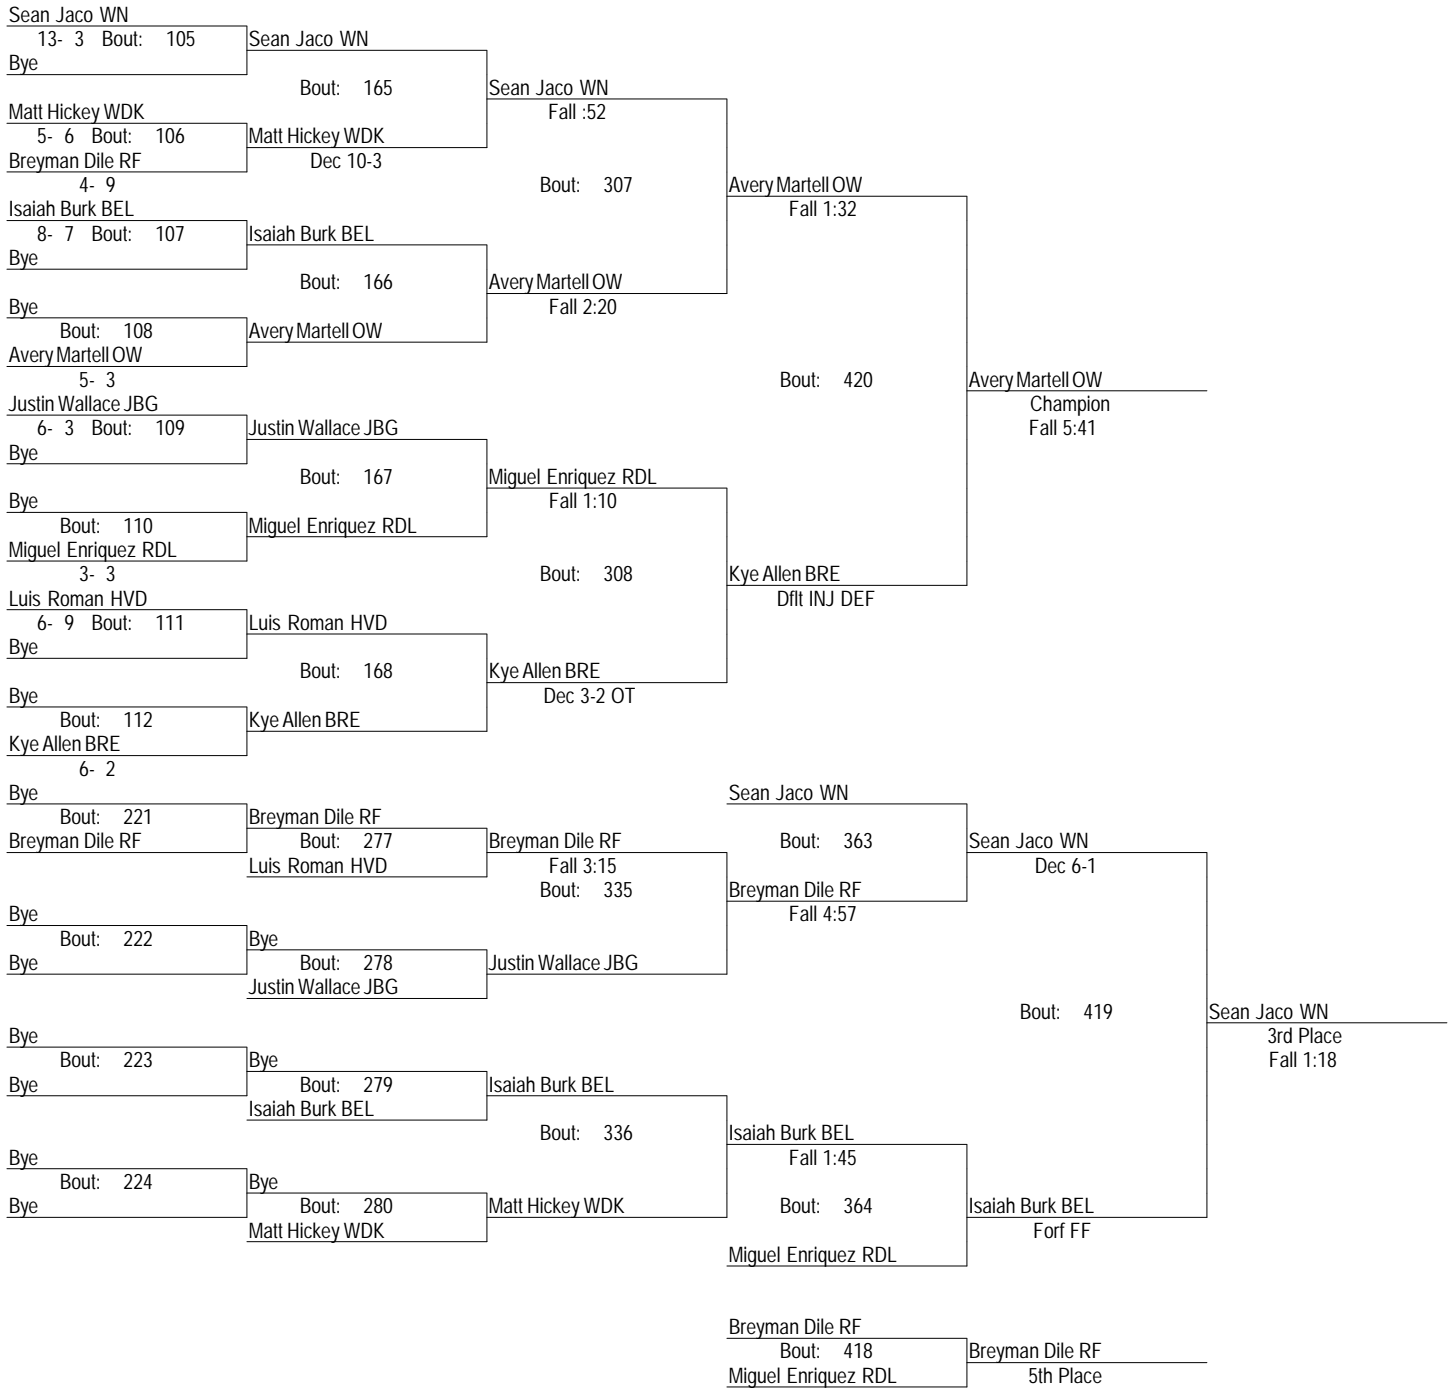 Sean Jaco WN
13- 3 Bout: 105 Sean Jaco WN
Bye
Bout: 165 Sean Jaco WN
Matt Hickey WDK Fall :52
5- 6 Bout: 106 Matt Hickey WDK
Breyman Dile RF Dec 10-3
4- 9 Bout: 307 Avery Martell OW
Isaiah Burk BEL Fall 1:32
8- 7 Bout: 107 Isaiah Burk BEL
Bye
Bout: 166 Avery Martell OW
Bye Fall 2:20
Bout: 108 Avery Martell OW
Avery Martell OW
5- 3 Bout: 420 Avery Martell OW
Justin Wallace JBG Champion
6- 3 Bout: 109 Justin Wallace JBG Fall 5:41
Bye
Bout: 167 Miguel Enriquez RDL
Bye Fall 1:10
Bout: 110 Miguel Enriquez RDL
Miguel Enriquez RDL
3- 3 Bout: 308 Kye Allen BRE
Luis Roman HVD Dflt INJ DEF
6- 9 Bout: 111 Luis Roman HVD
Bye
Bout: 168 Kye Allen BRE
Bye Dec 3-2 OT
Bout: 112 Kye Allen BRE
Kye Allen BRE
6- 2
Bye Sean Jaco WN
Bout: 221 Breyman Dile RF
Breyman Dile RF Bout: 277 Breyman Dile RF Bout: 363 Sean Jaco WN
Luis Roman HVD Fall 3:15 Dec 6-1
Bout: 335 Breyman Dile RF
Bye Fall 4:57
Bout: 222 Bye
Bye Bout: 278 Justin Wallace JBG
Justin Wallace JBG
Bout: 419 Sean Jaco WN
Bye 3rd Place
Bout: 223 Bye Fall 1:18
Bye Bout: 279 Isaiah Burk BEL
Isaiah Burk BEL
Bout: 336 Isaiah Burk BEL
Bye Fall 1:45
Bout: 224 Bye
Bye Bout: 280 Matt Hickey WDK Bout: 364 Isaiah Burk BEL
Matt Hickey WDK Forf FF
Miguel Enriquez RDL
Breyman Dile RF
Bout: 418 Breyman Dile RF
Miguel Enriquez RDL 5th Place